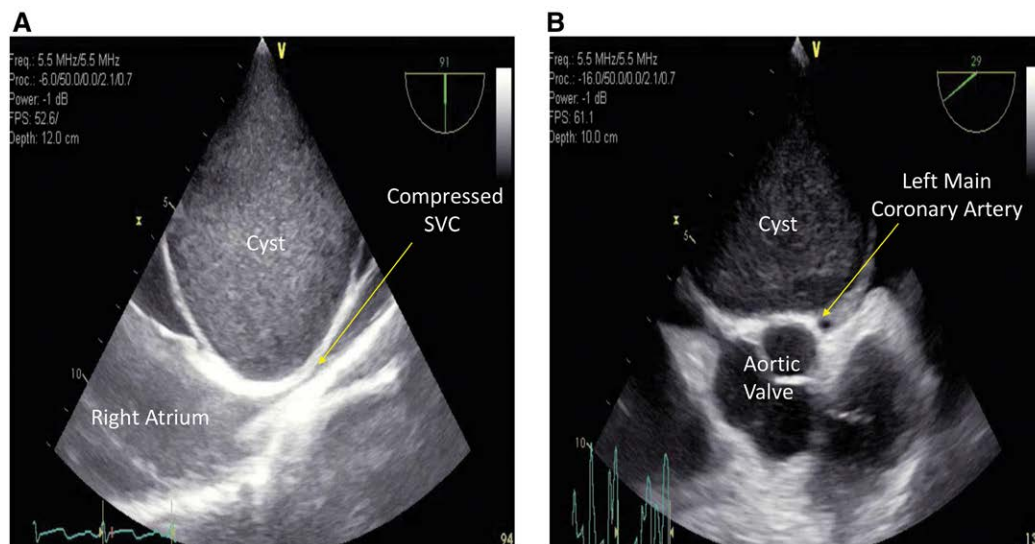 A
V
Freq.: 5.5 MHz/5.5 MHz
Proc.: -6.0/50.0/0.0/2.1/0.7
Power: -1 dB
FPS: 52.6/
Depth: 12.0 cm
91
Compressed
SVC
5
Cyst
10
Right Atrium
94
B
V
Freq.: 5.5 MHz/5.5 MHz
Proc.: -16.0/50.0/0.0/2.1/0.7
Power: -1 dB
FPS: 61.1
Depth: 10.0 cm
29
Left Main
Coronary Artery
Cyst
5
Aortic
Valve
10